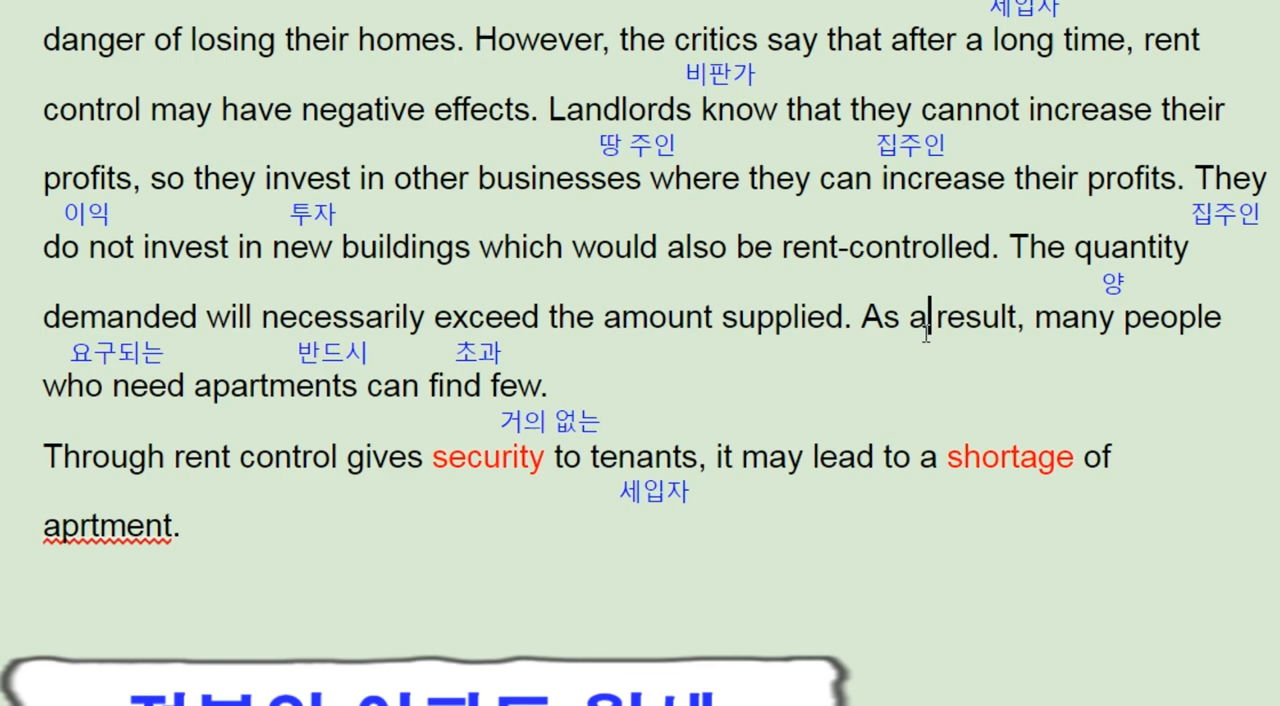 세입자
danger of losing their homes. However, the critics say that after a long time, rent
비판가
control may have negative effects. Landlords know that they cannot increase their
땅 주인 집주인
profits, so they invest in other businesses where they can increase their profits. They
이익 투자 집주인
do not invest in new buildings which would also be rent-controlled. The quantity
양
demanded will necessarily exceed the amount supplied. As a result, many people
요구되는 반드시 초과
who need apartments can find few.
거의 없는
Through rent control gives security to tenants, it may lead to a shortage of
세입자
aprtment.